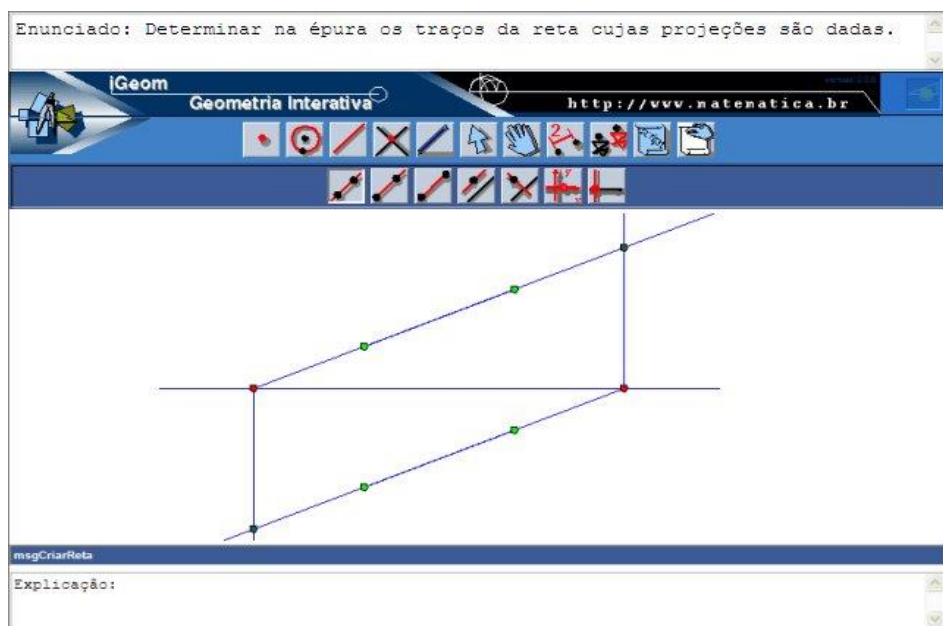 Enunciado: Determinar na épura os traços da reta cujas projeções são dadas.
iGeom
Geometria Interativa
http://www.matematica.br
2
msgCriarReta
Explicação: